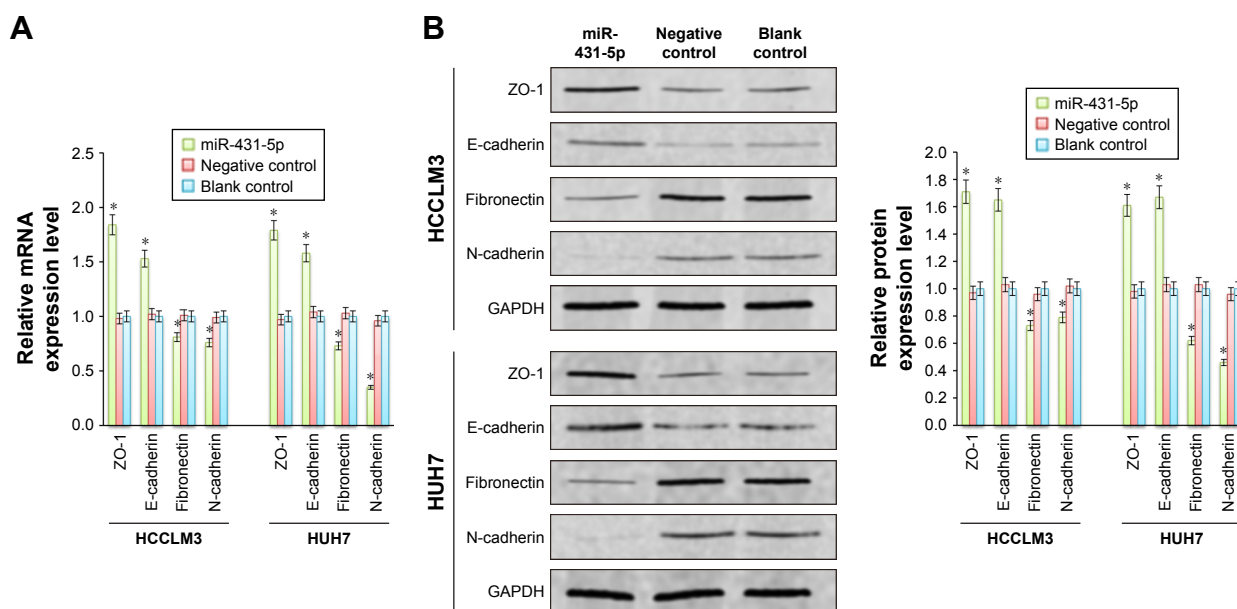 A
miR-431-5p
Negative control
Blank control
Relative mRNA
expression level
2.5
2.0
1.5
1.0
0.5
0.0
*
*
*
*
*
*
*
*
ZO-1
E-cadherin
Fibronectin
N-cadherin
ZO-1
E-cadherin
Fibronectin
N-cadherin
HCCLM3
HUH7
B
miR-
431-5p
Negative
control
Blank
control
HCCLM3
ZO-1
E-cadherin
Fibronectin
N-cadherin
GAPDH
HUH7
ZO-1
E-cadherin
Fibronectin
N-cadherin
GAPDH
miR-431-5p
Negative control
Blank control
Relative protein
expression level
2.0
1.8
1.6
1.4
1.2
1.0
0.8
0.6
0.4
0.2
0.0
*
*
*
*
*
*
*
*
ZO-1
E-cadherin
Fibronectin
N-cadherin
ZO-1
E-cadherin
Fibronectin
N-cadherin
HCCLM3
HUH7